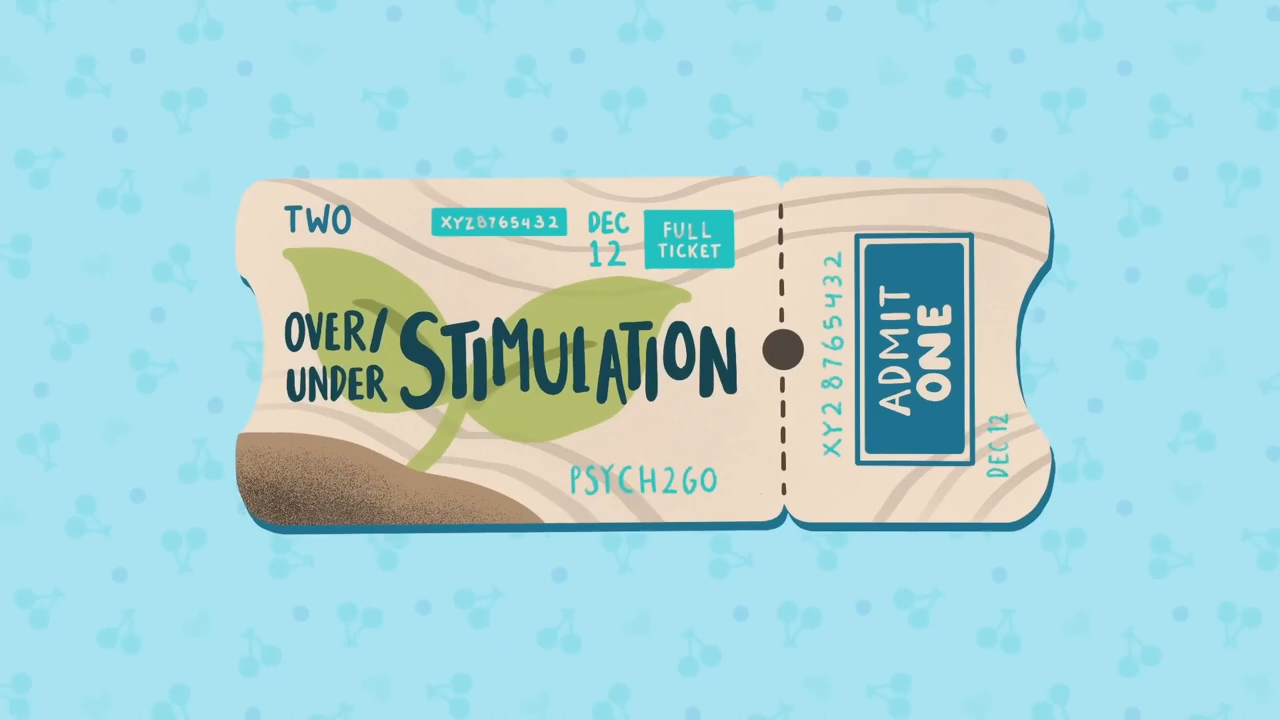 TWO
XYZ8765432
DEC
12
FULL
TICKET
OVER/
UNDER
STIMULATION
PSYCH2GO
XYZ8765432
ADMIT
ONE
DEC 12